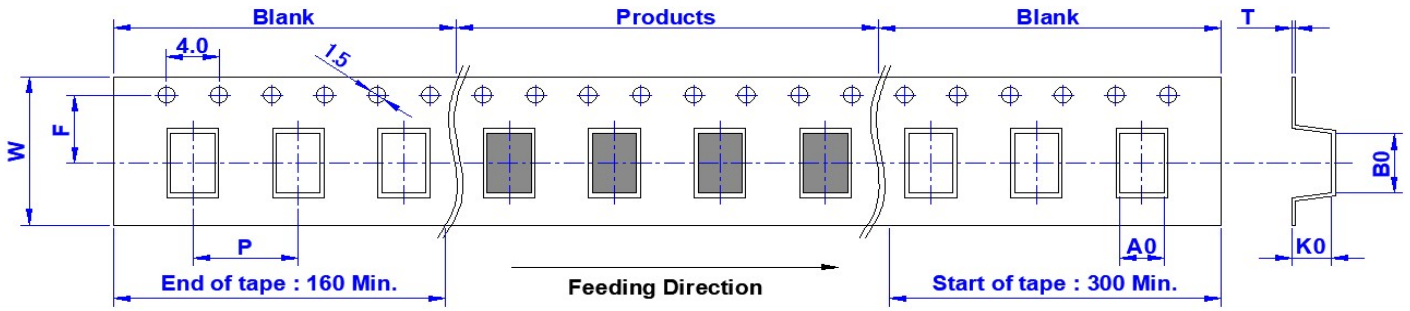 Blank Products Blank T
4.0
1.5
F
W
B0
P
A0
K0
End of tape : 160 Min.
Feeding Direction
Start of tape : 300 Min.